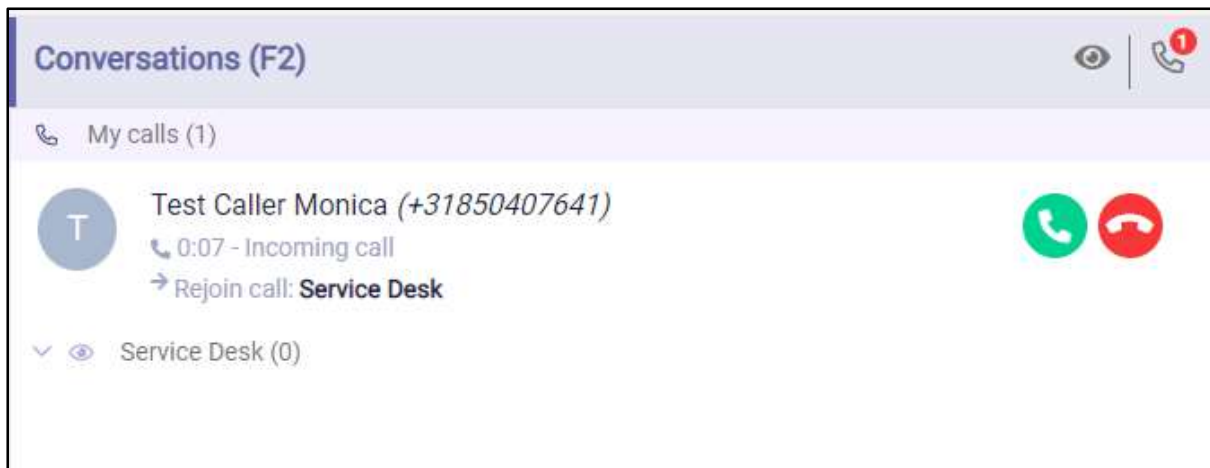 Conversations (F2)
1
My calls (1)
T
Test Caller Monica (+31850407641)
0:07 - Incoming call
Rejoin call: Service Desk
Service Desk (0)